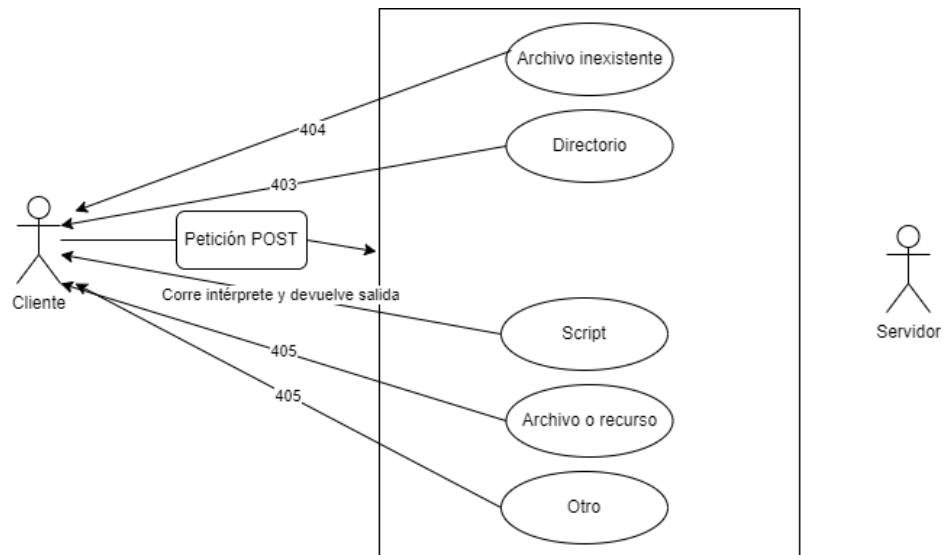 Archivo inexistente
404
Directorio
403
Petición POST
Cliente
Corre intérprete y devuelve salida
Script
Servidor
405
Archivo o recurso
405
Otro